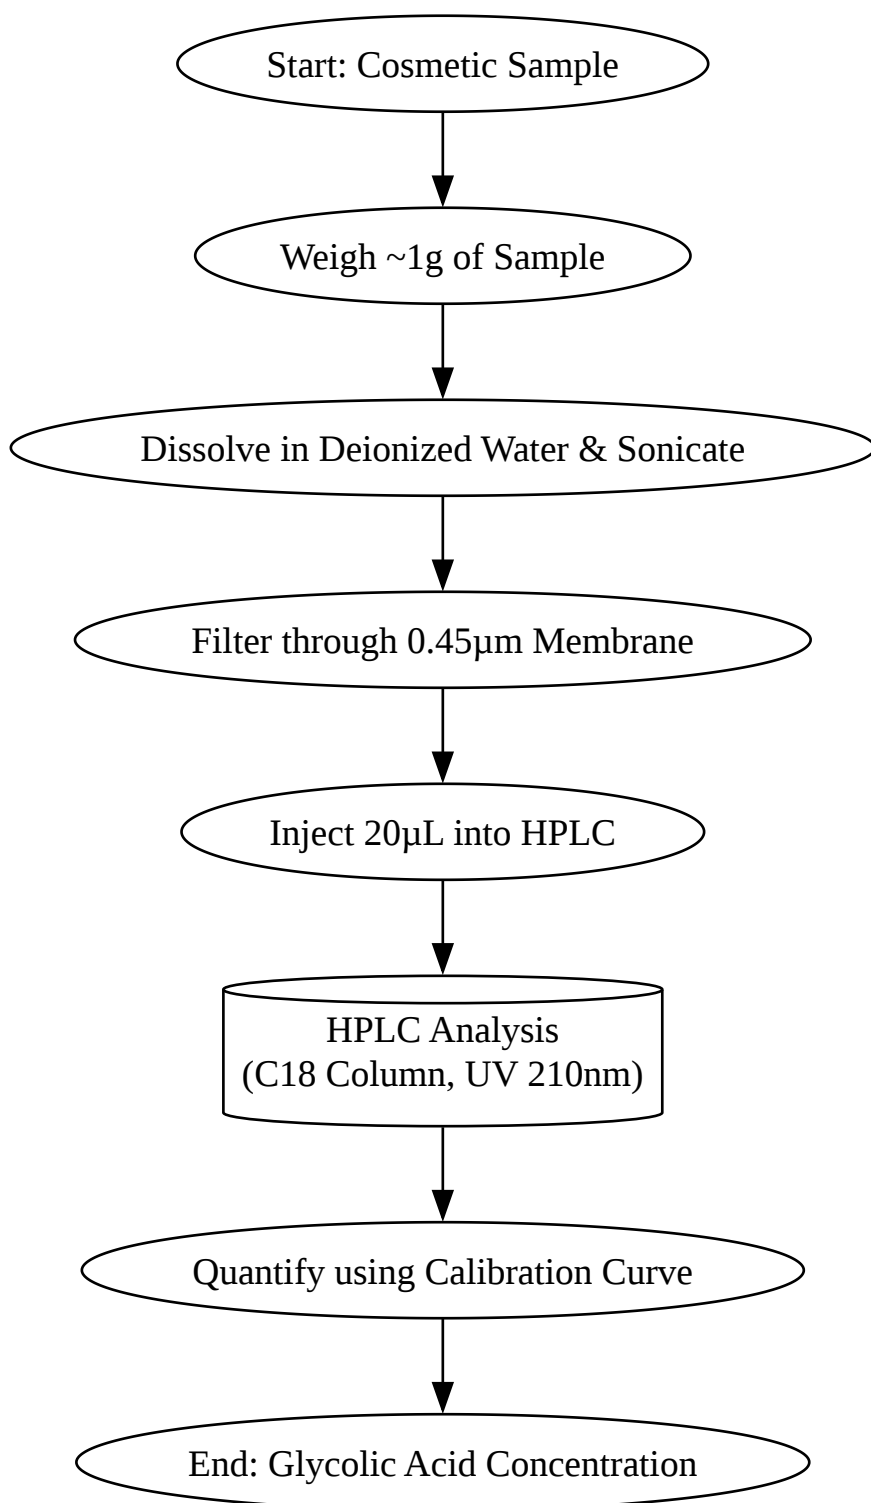 Start: Cosmetic Sample
Weigh ~1g of Sample
Dissolve in Deionized Water & Sonicate
Filter through 0.45µm Membrane
Inject 20µL into HPLC
HPLC Analysis
(C18 Column, UV 210nm)
Quantify using Calibration Curve
End: Glycolic Acid Concentration